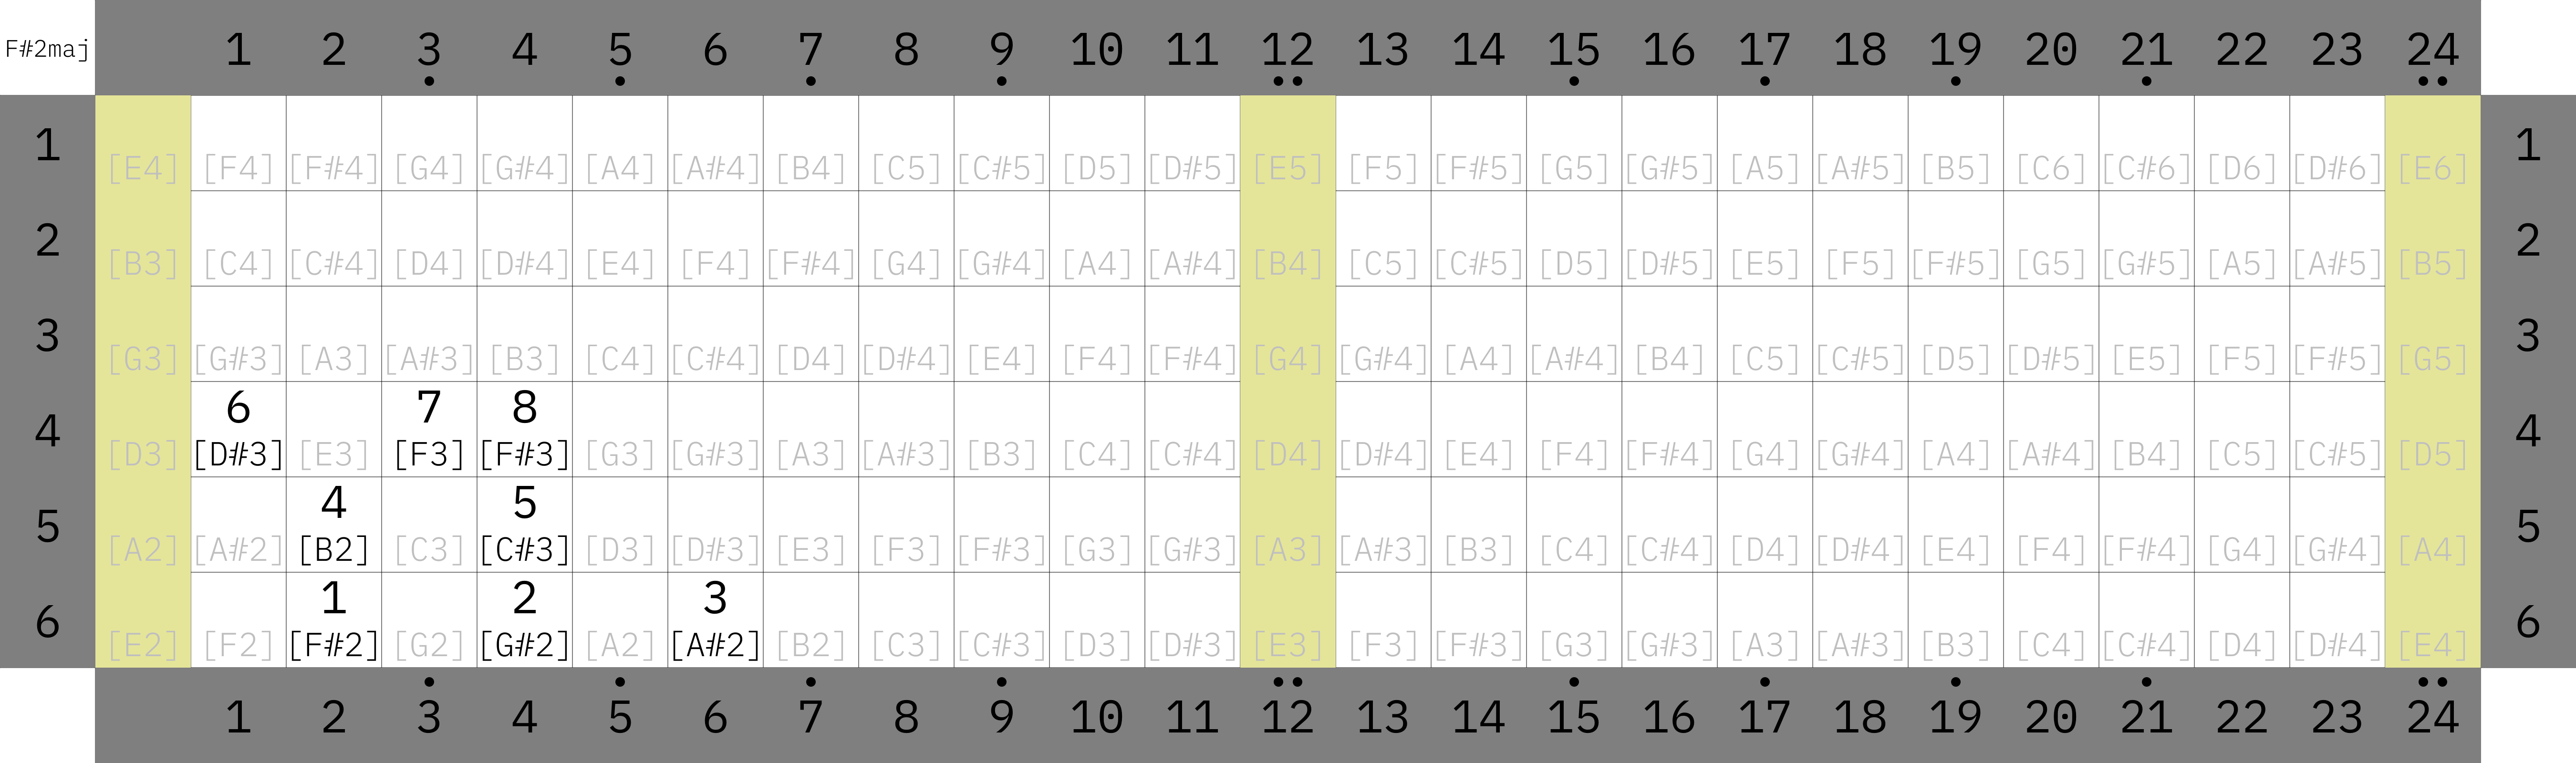 F#2maj 1 2 3 4 5 6 7 8 9 10 11 12 13 14 15 16 17 18 19 20 21 22 23 24
1 [E4] [F4] [F#4] [G4] [G#4] [A4] [A#4] [B4] [C5] [C#5] [D5] [D#5] [E5] [F5] [F#5] [G5] [G#5] [A5] [A#5] [B5] [C6] [C#6] [D6] [D#6] [E6] 1
2 [B3] [C4] [C#4] [D4] [D#4] [E4] [F4] [F#4] [G4] [G#4] [A4] [A#4] [B4] [C5] [C#5] [D5] [D#5] [E5] [F5] [F#5] [G5] [G#5] [A5] [A#5] [B5] 2
3 [G3] [G#3] [A3] [A#3] [B3] [C4] [C#4] [D4] [D#4] [E4] [F4] [F#4] [G4] [G#4] [A4] [A#4] [B4] [C5] [C#5] [D5] [D#5] [E5] [F5] [F#5] [G5] 3
6 7 8
4 [D3] [D#3] [E3] [F3] [F#3] [G3] [G#3] [A3] [A#3] [B3] [C4] [C#4] [D4] [D#4] [E4] [F4] [F#4] [G4] [G#4] [A4] [A#4] [B4] [C5] [C#5] [D5] 4
4 5
5 [A2] [A#2] [B2] [C3] [C#3] [D3] [D#3] [E3] [F3] [F#3] [G3] [G#3] [A3] [A#3] [B3] [C4] [C#4] [D4] [D#4] [E4] [F4] [F#4] [G4] [G#4] [A4] 5
1 2 3
6 [E2] [F2] [F#2] [G2] [G#2] [A2] [A#2] [B2] [C3] [C#3] [D3] [D#3] [E3] [F3] [F#3] [G3] [G#3] [A3] [A#3] [B3] [C4] [C#4] [D4] [D#4] [E4] 6
1 2 3 4 5 6 7 8 9 10 11 12 13 14 15 16 17 18 19 20 21 22 23 24